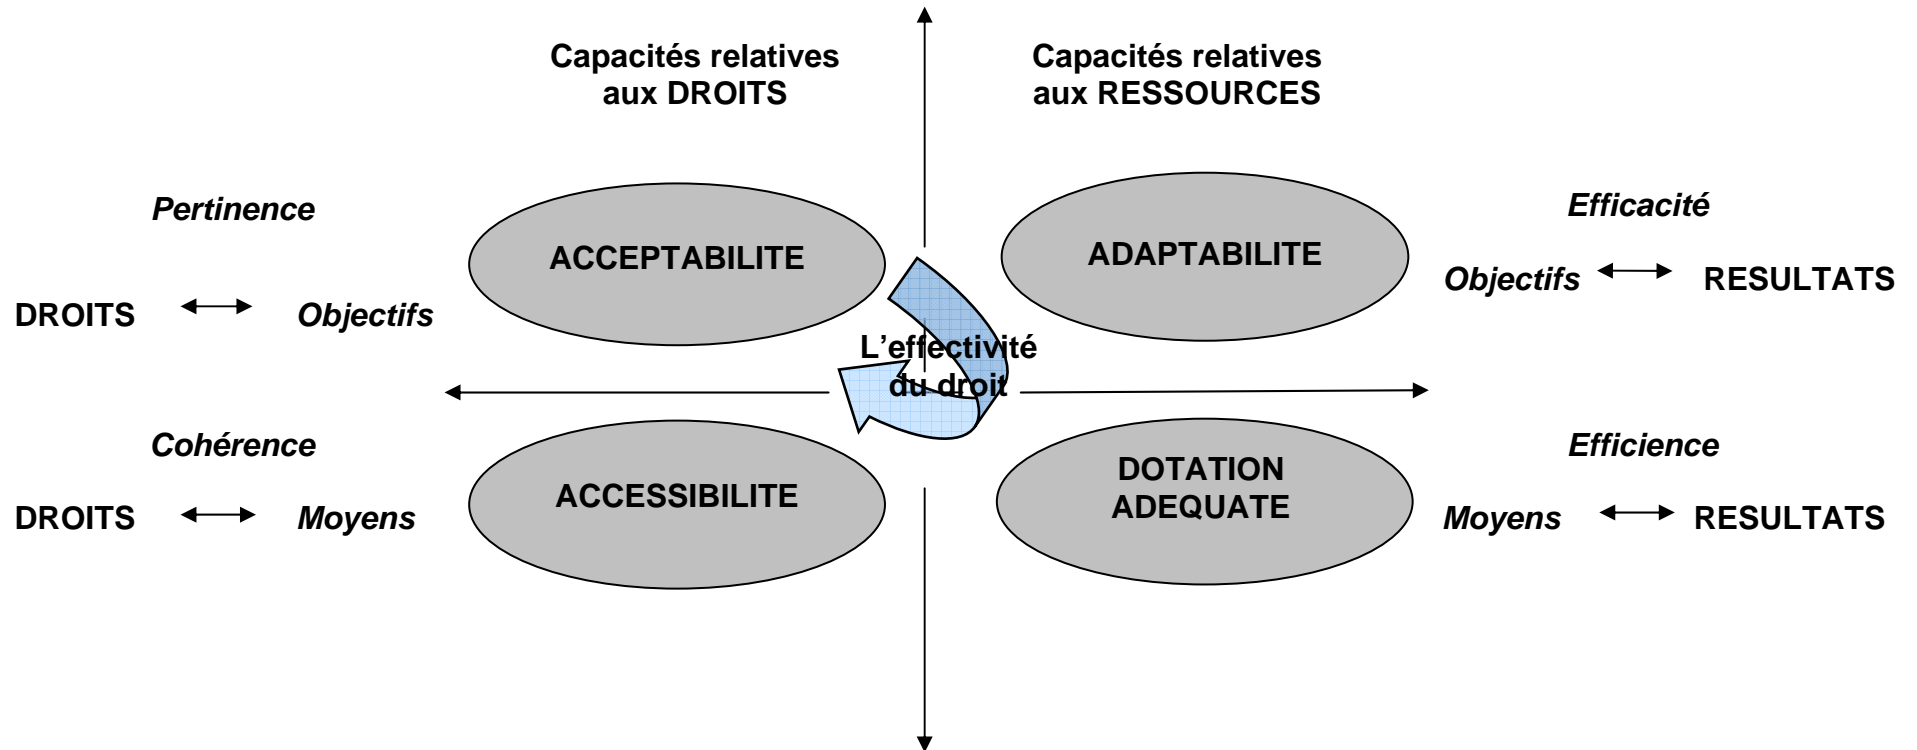 Capacités relatives
aux DROITS
Capacités relatives
aux RESSOURCES
Pertinence
DROITS
Objectifs
ACCEPTABILITE
ADAPTABILITE
Efficacité
Objectifs
RESULTATS
L’effectivité
du droit
Cohérence
DROITS
Moyens
ACCESSIBILITE
DOTATION
ADEQUATE
Efficience
Moyens
RESULTATS